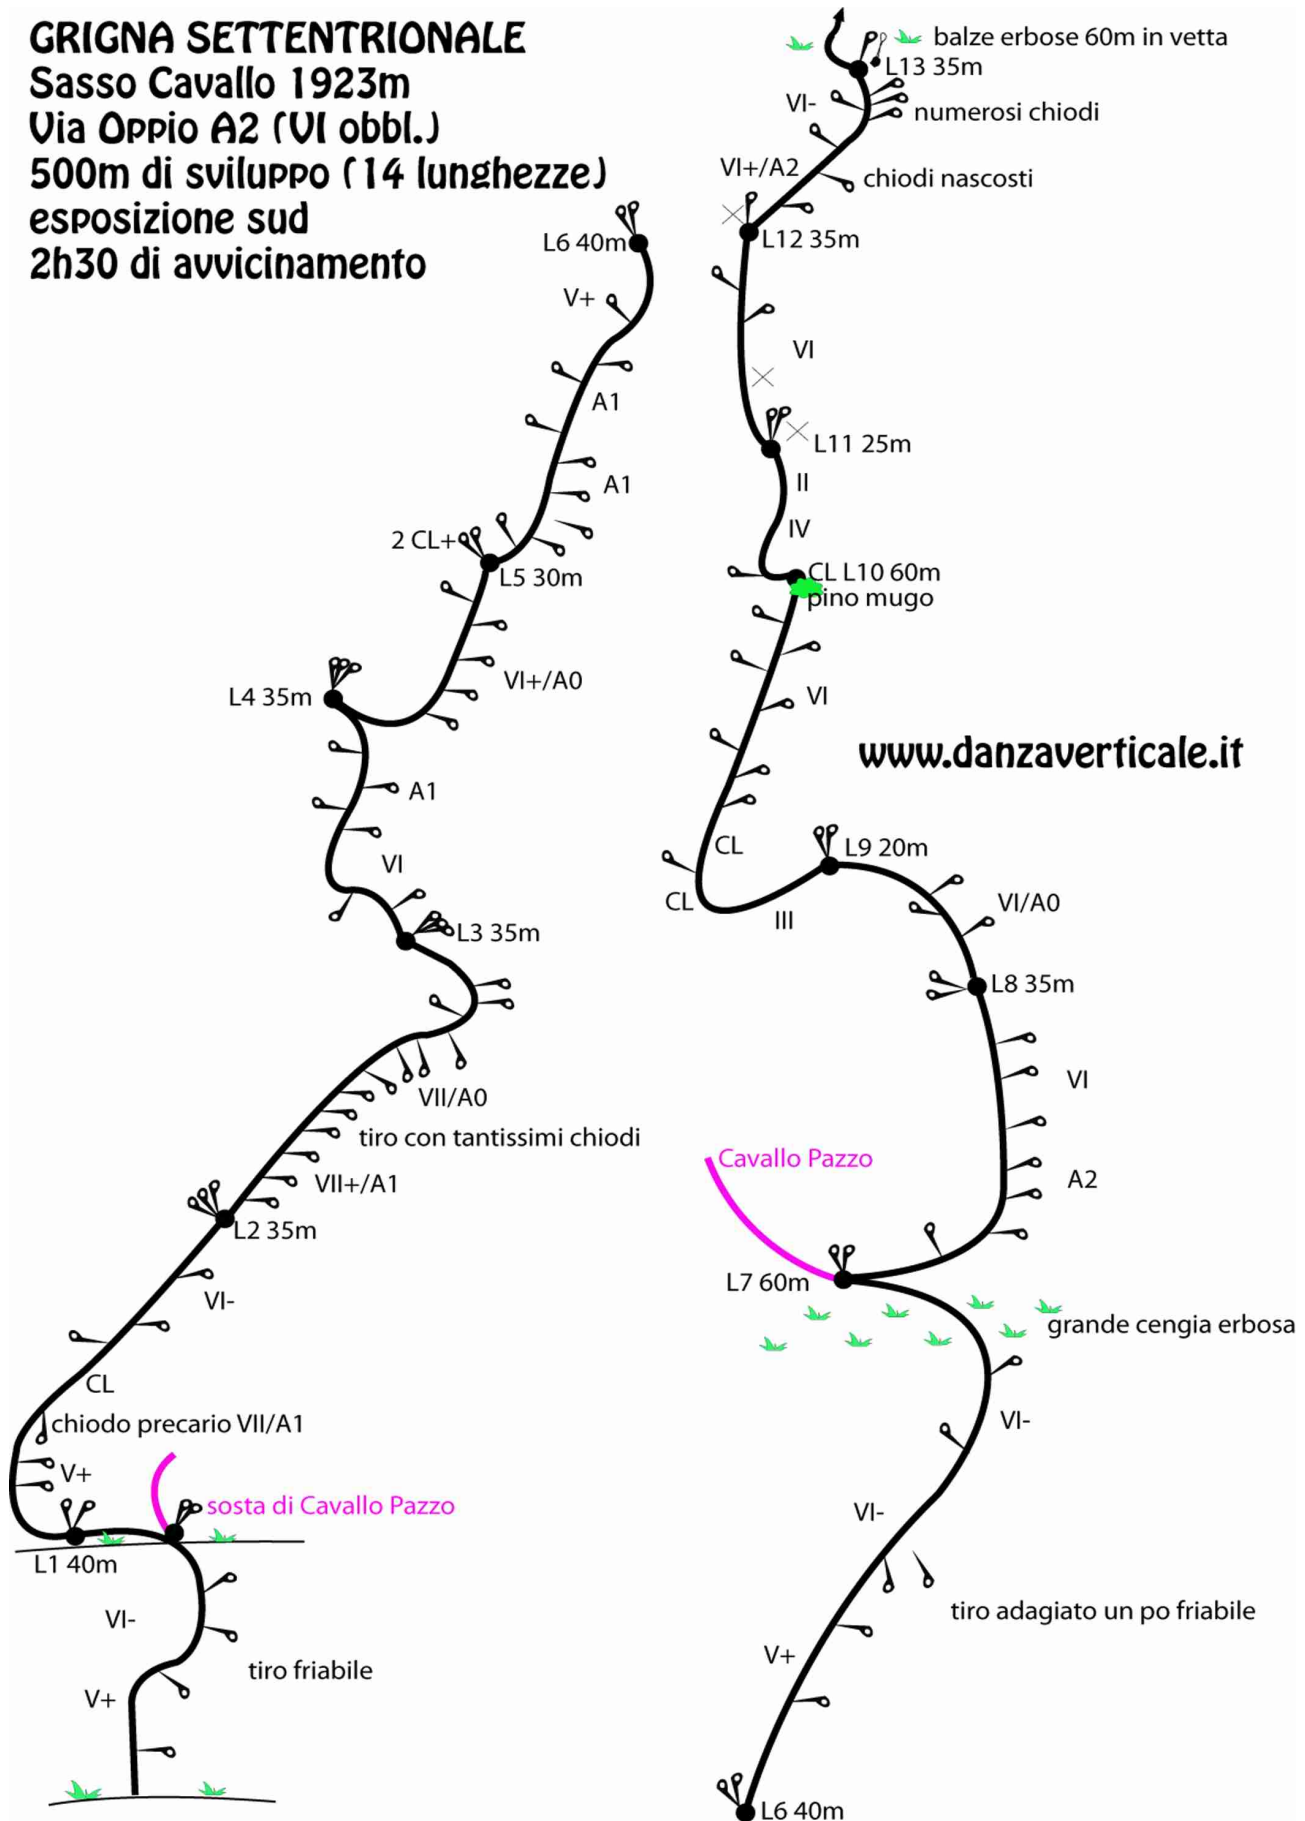 GRIGNA SETTENTRIONALE
Sasso Cavallo 1923m
Via Oppio A2 (VI obbl.)
500m di sviluppo (14 lunghezze)
esposizione sud
2h30 di avvicinamento
L6 40m
V+
A1
A1
2 CL+
L5 30m
VI+/A0
L4 35m
A1
VI
L3 35m
VII/A0
tiro con tantissimi chiodi
VII+/A1
L2 35m
VI-
CL
chiodo precario VII/A1
V+
sosta di Cavallo Pazzo
L1 40m
VI-
tiro friabile
V+
balze erbose 60m in vetta
L13 35m
VI-
numerosi chiodi
VI+/A2
chiodi nascosti
L12 35m
VI
L11 25m
II
IV
CL L10 60m
pino mugo
VI
www.danzaverticale.it
CL
L9 20m
CL
III
VI/A0
L8 35m
VI
Cavallo Pazzo
A2
L7 60m
grande cengia erbosa
VI-
VI-
tiro adagiato un po friabile
V+
L6 40m